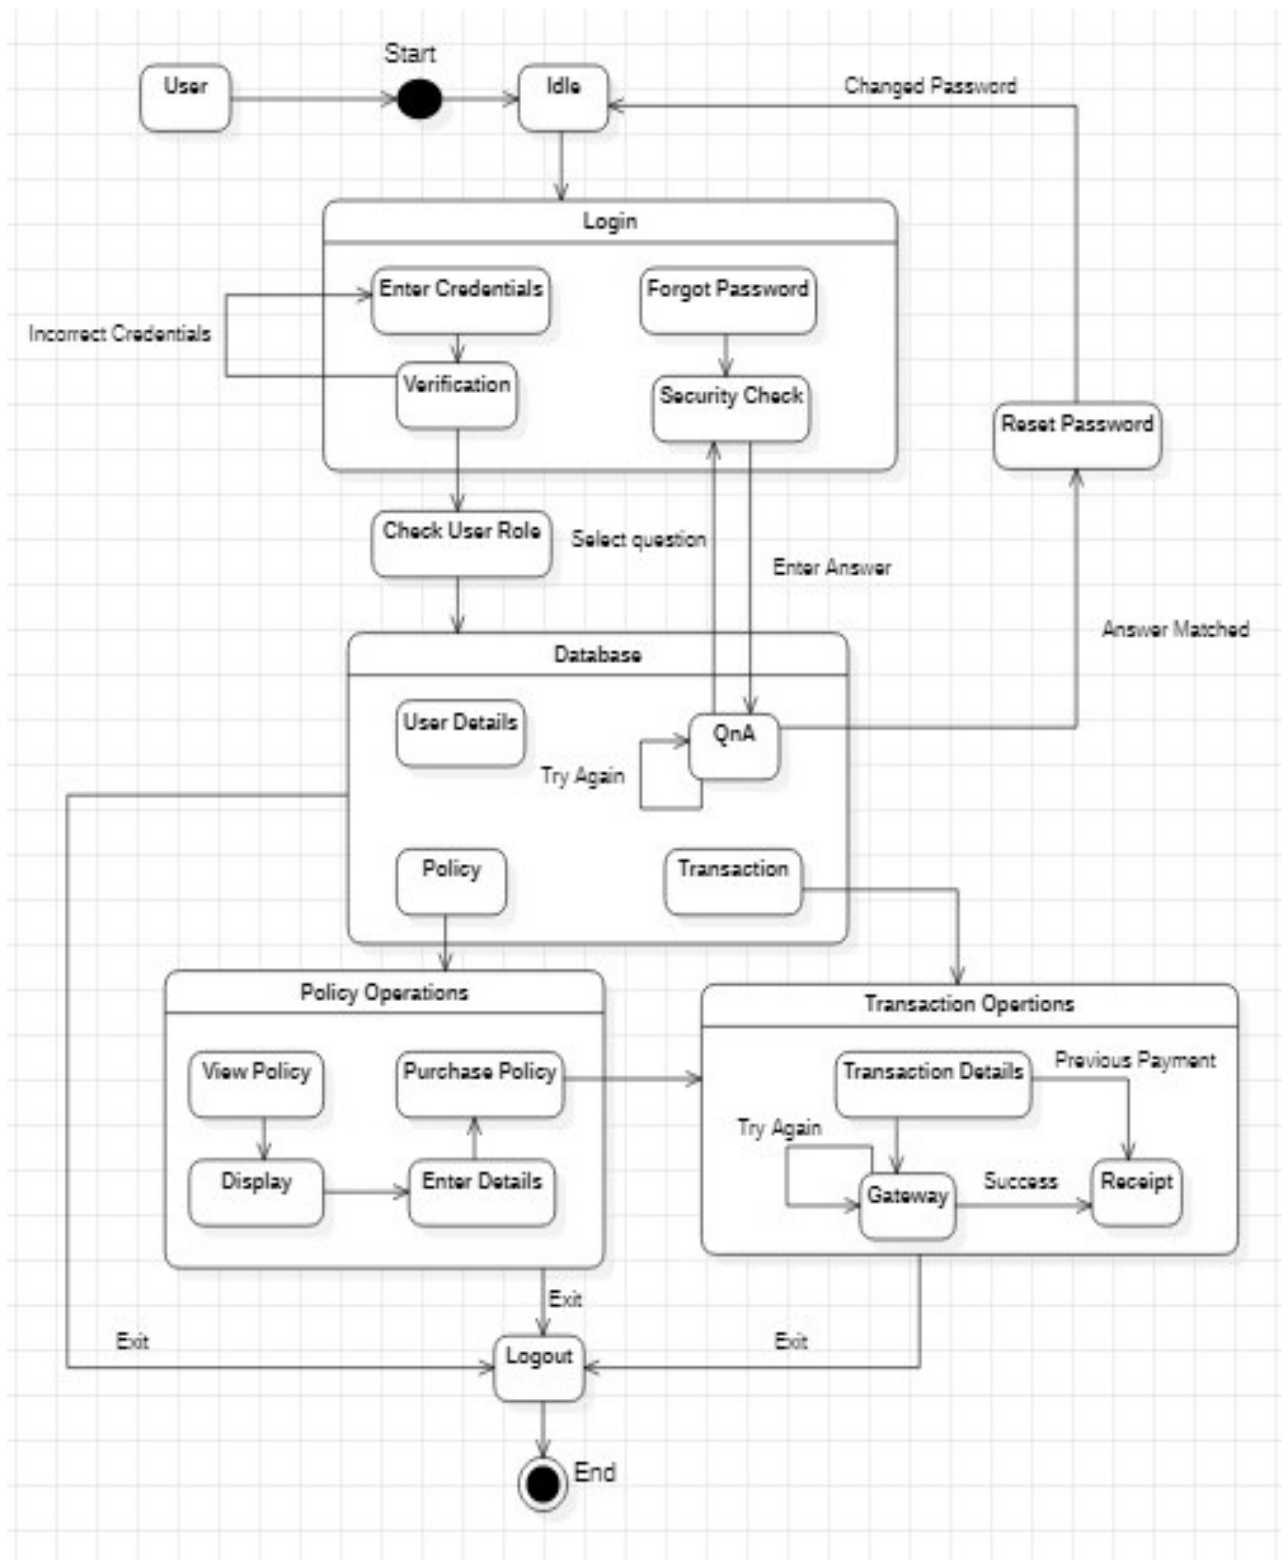 Start
User
Idle
Changed Password
Login
Enter Credentials
Forgot Password
Incorrect Credentials
Verification
Security Check
Reset Password
Check User Role
Select question
Enter Answer
Answer Matched
Database
User Details
QnA
Try Again
Policy
Transaction
Policy Operations
Transaction Opertions
View Policy
Purchase Policy
Transaction Details
Previous Payment
Try Again
Display
Enter Details
Gateway
Success
Receipt
Exit
Exit
Exit
Logout
End